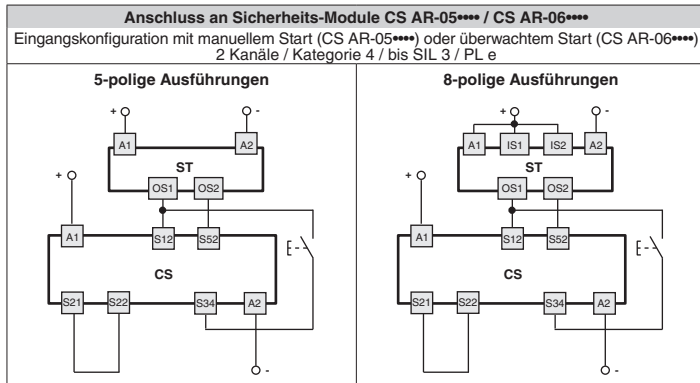 Anschluss an Sicherheits-Module CS AR-05•••• / CS AR-06••••
Eingangskonfiguration mit manuellem Start (CS AR-05••••) oder überwachtem Start (CS AR-06••••)
2 Kanäle / Kategorie 4 / bis SIL 3 / PL e
5-polige Ausführungen
+ -
A1 A2
ST
OS1 OS2
+
A1 S12 S52
CS
S21 S22 S34 A2
-
8-polige Ausführungen
+ -
A1 IS1 IS2 A2
ST
OS1 OS2
+
A1 S12 S52
CS
S21 S22 S34 A2
-